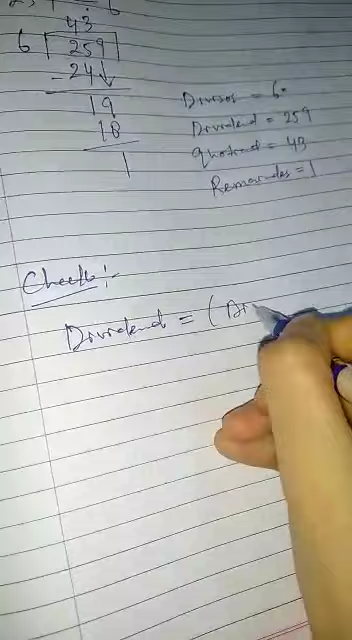 43
6 259
- 24
19
18
1
Divisor = 6
Dividend = 259
Quotient = 43
Remainder = 1
Check :-
Dividend = ( Di